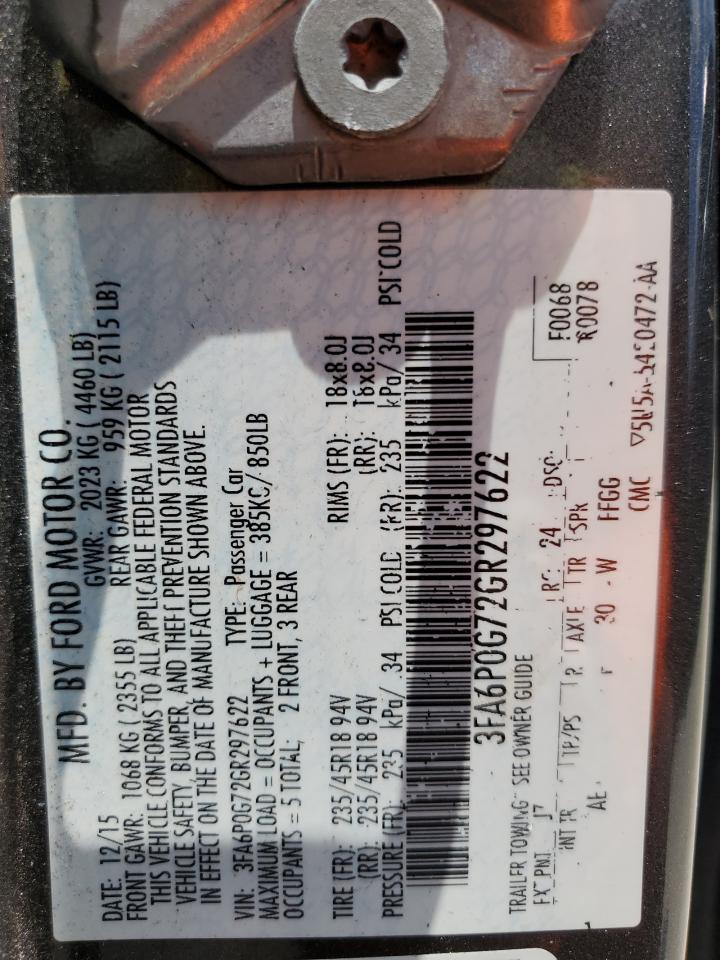 MFD. BY FORD MOTOR CO.
DATE: 12/15 GVWR: 2023 KG ( 4460 LB)
FRONT GAWR: 1068 KG ( 2355 LB) REAR GAWR: 959 KG ( 2115 LB)
THIS VEHICLE CONFORMS TO ALL APPLICABLE FEDERAL MOTOR
VEHICLE SAFETY, BUMPER, AND THEFT PREVENTION STANDARDS
IN EFFECT ON THE DATE OF MANUFACTURE SHOWN ABOVE.
VIN: 3FA6P0G72GR297622 TYPE: Passenger Car
MAXIMUM LOAD = OCCUPANTS + LUGGAGE = 385KG/ 850LB
OCCUPANTS = 5 TOTAL; 2 FRONT, 3 REAR
TIRE (FR): 235/45R18 94V RIMS (FR): 18x8.0J
(RR): 235/45R18 94V (RR): 18x8.0J
PRESSURE (FR): 235 kPa/ 34 PSI COLD (RR): 235 kPa/ 34 PSI COLD
3FA6P0G72GR297622
TRAILER TOWING- SEE OWNER GUIDE
EXT PNT: J7 RC: 24 DSO: F0068
INT TR TP/PS R AXLE TR SPR R0078
AE 30 W FFGG
CMC